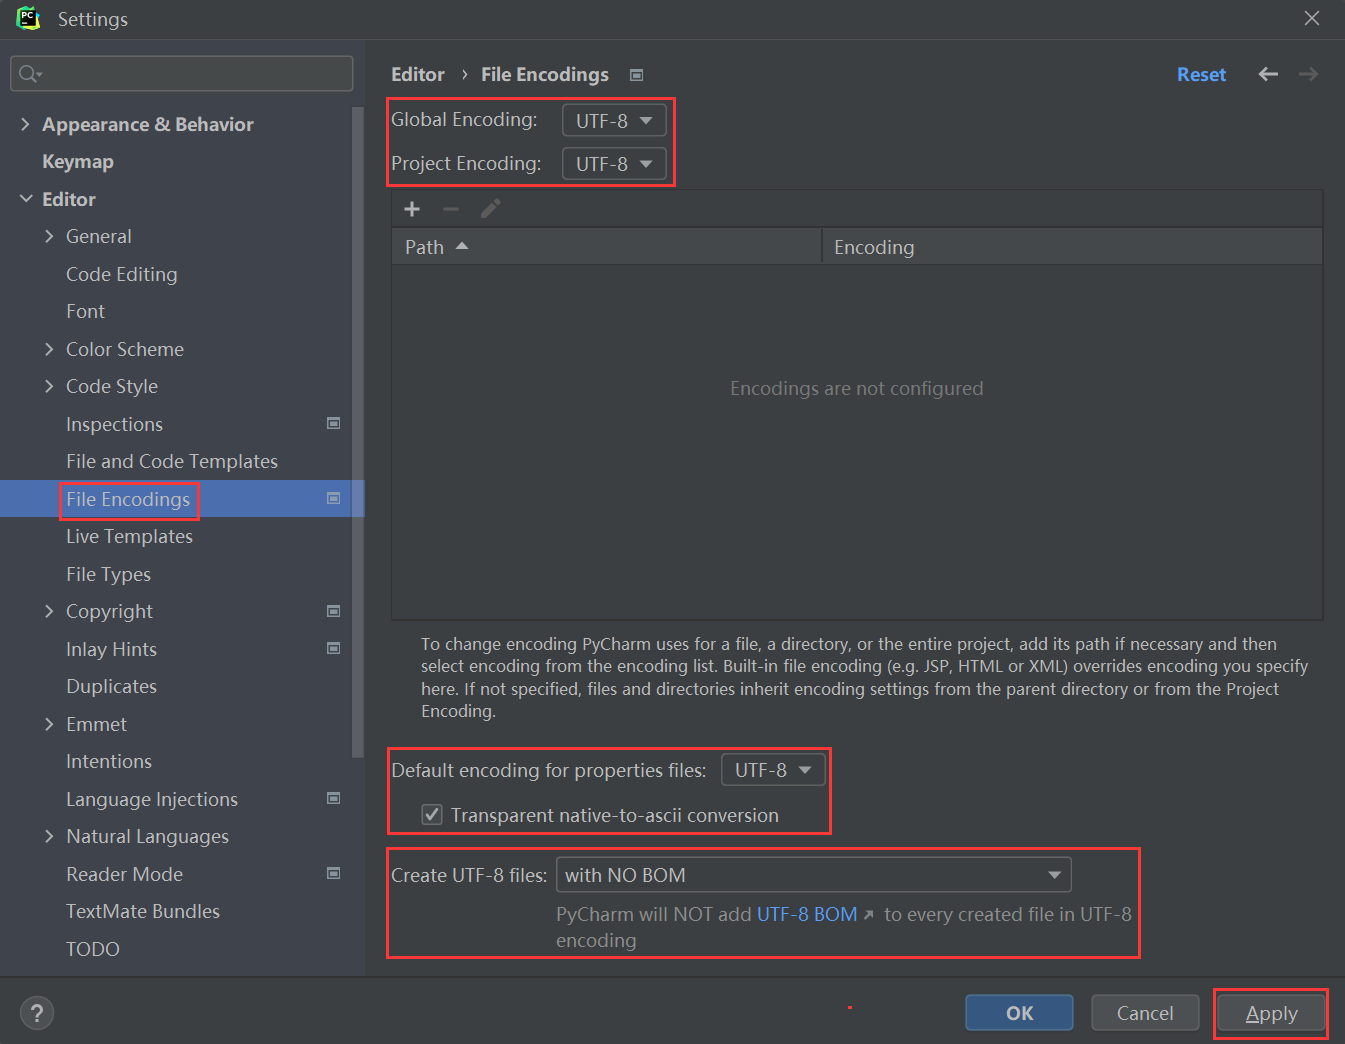 PC
Settings
Appearance & Behavior
Keymap
Editor
General
Code Editing
Font
Color Scheme
Code Style
Inspections
File and Code Templates
File Encodings
Live Templates
File Types
Copyright
Inlay Hints
Duplicates
Emmet
Intentions
Language Injections
Natural Languages
Reader Mode
TextMate Bundles
TODO
Editor › File Encodings
Reset
Global Encoding: UTF-8
Project Encoding: UTF-8
Path Encoding
Encodings are not configured
To change encoding PyCharm uses for a file, a directory, or the entire project, add its path if necessary and then
select encoding from the encoding list. Built-in file encoding (e.g. JSP, HTML or XML) overrides encoding you specify
here. If not specified, files and directories inherit encoding settings from the parent directory or from the Project
Encoding.
Default encoding for properties files: UTF-8
Transparent native-to-ascii conversion
Create UTF-8 files: with NO BOM
PyCharm will NOT add UTF-8 BOM ↗ to every created file in UTF-8
encoding
?
OK
Cancel
Apply